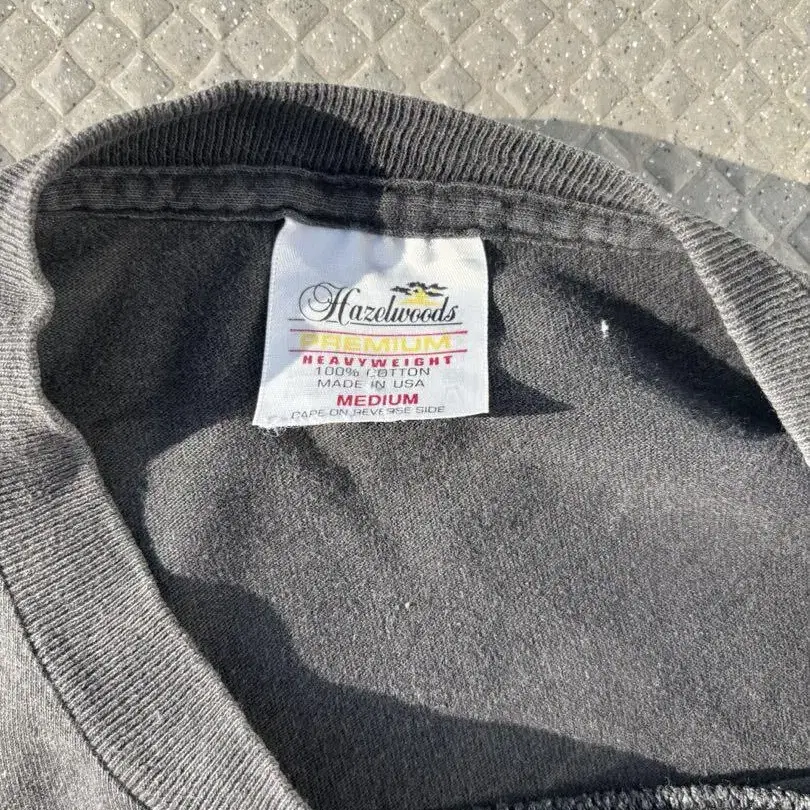 Hazelwoods
PREMIUM
HEAVYWEIGHT
100% COTTON
MADE IN USA
MEDIUM
CARE ON REVERSE SIDE